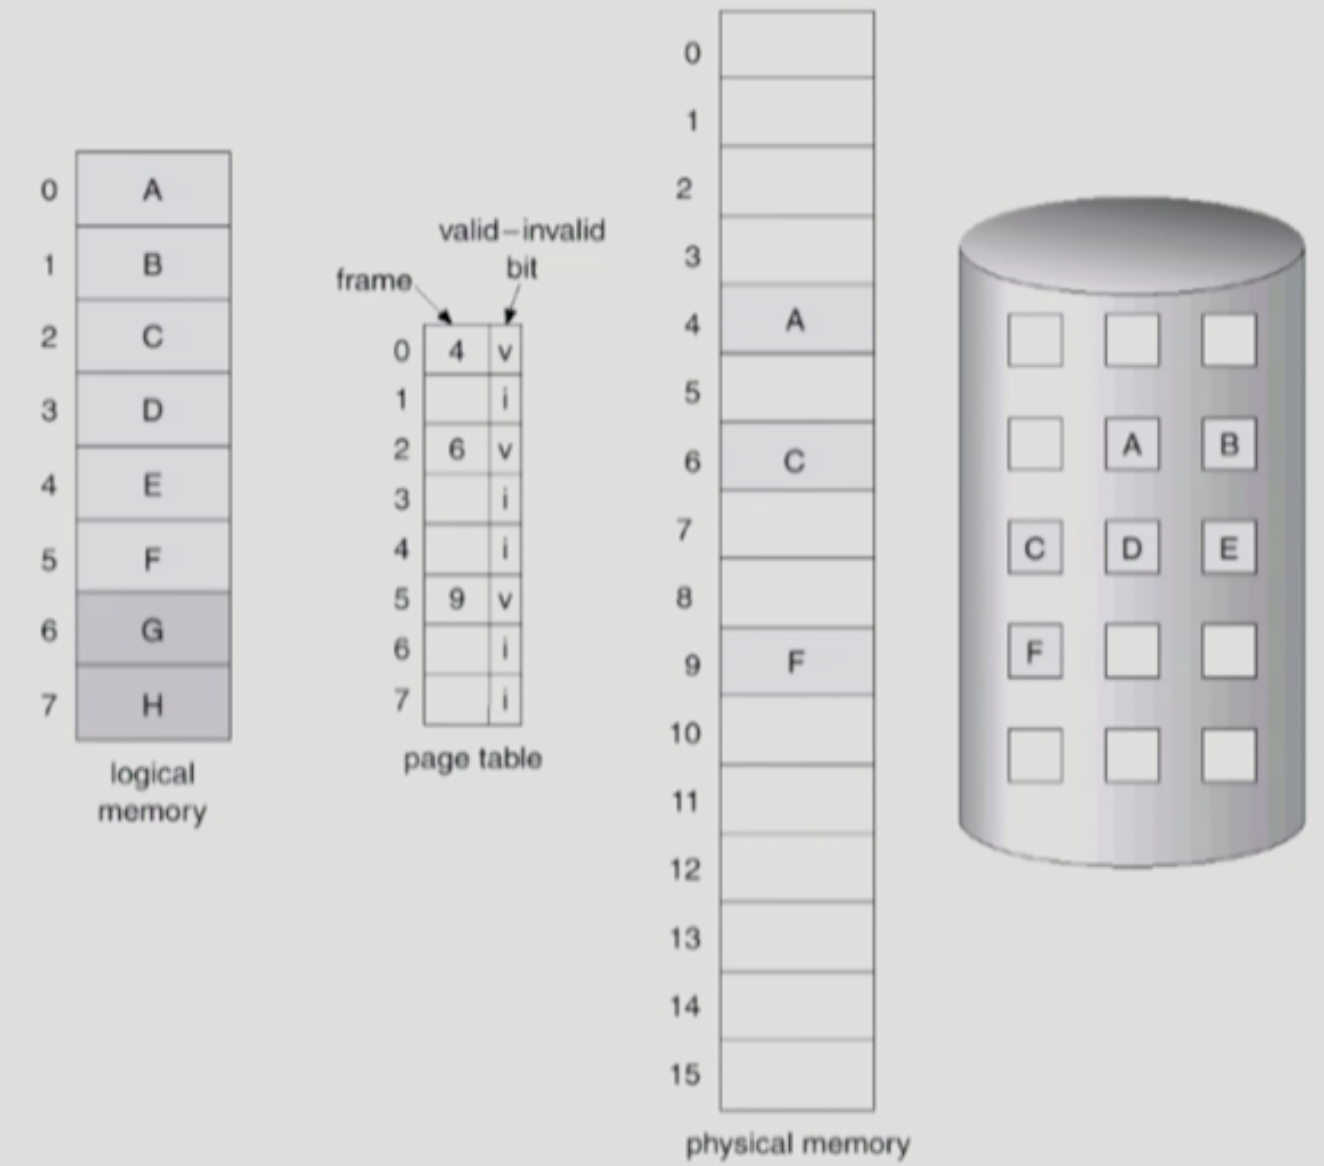 0 A
1 B
2 C
3 D
4 E
5 F
6 G
7 H
logical
memory
valid–invalid
bit
frame
0 4 v
1 i
2 6 v
3 i
4 i
5 9 v
6 i
7 i
page table
0
1
2
3
4 A
5
6 C
7
8
9 F
10
11
12
13
14
15
physical memory
A B
C D E
F